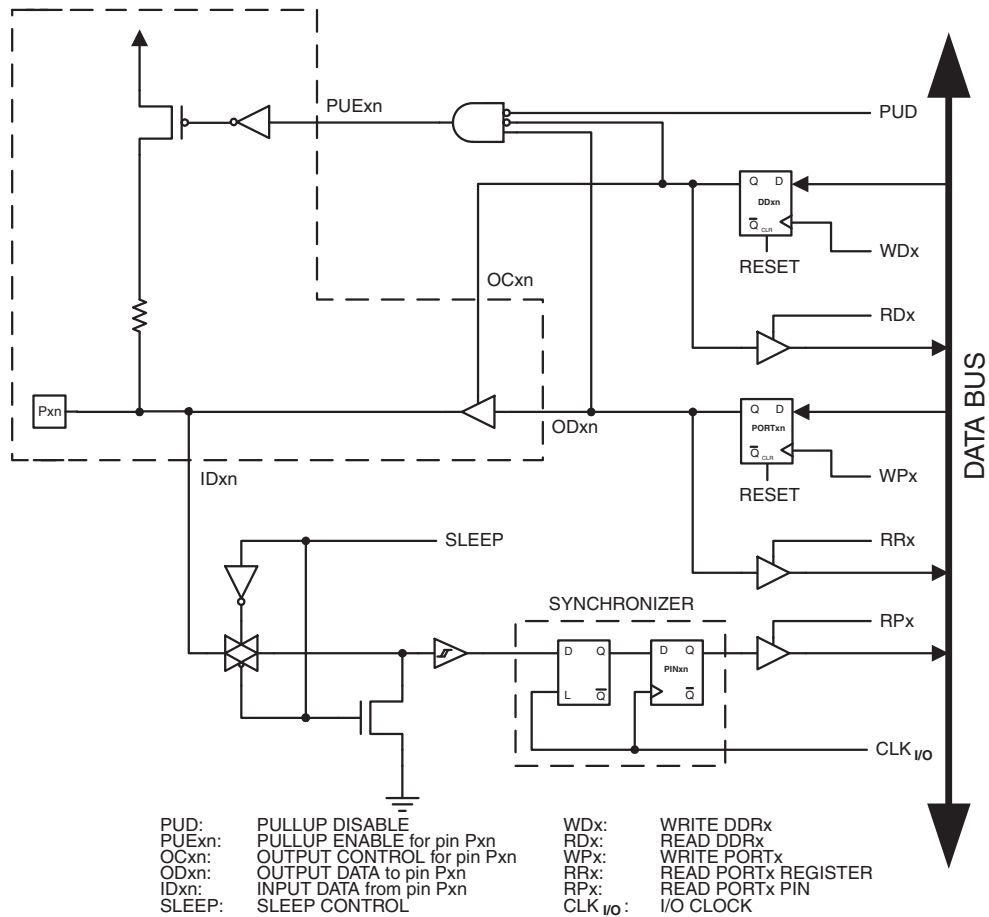 PUExn
PUD
Q D
DDxn
Q CLR
WDx
RESET
OCxn
RDx
DATA BUS
Pxn
ODxn
Q D
PORTxn
Q CLR
WPx
RESET
IDxn
SLEEP
RRx
SYNCHRONIZER
RPx
D Q
L Q
D Q
PINxn
Q
CLK I/O
PUD: PULLUP DISABLE
PUExn: PULLUP ENABLE for pin Pxn
OCxn: OUTPUT CONTROL for pin Pxn
ODxn: OUTPUT DATA to pin Pxn
IDxn: INPUT DATA from pin Pxn
SLEEP: SLEEP CONTROL
WDx: WRITE DDRx
RDx: READ DDRx
WPx: WRITE PORTx
RRx: READ PORTx REGISTER
RPx: READ PORTx PIN
CLK I/O: I/O CLOCK